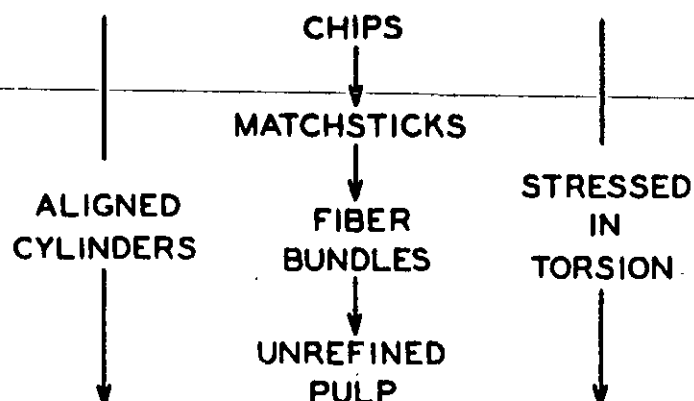 CHIPS
MATCHSTICKS
ALIGNED
CYLINDERS
FIBER
BUNDLES
STRESSED
IN
TORSION
UNREFINED
PULP